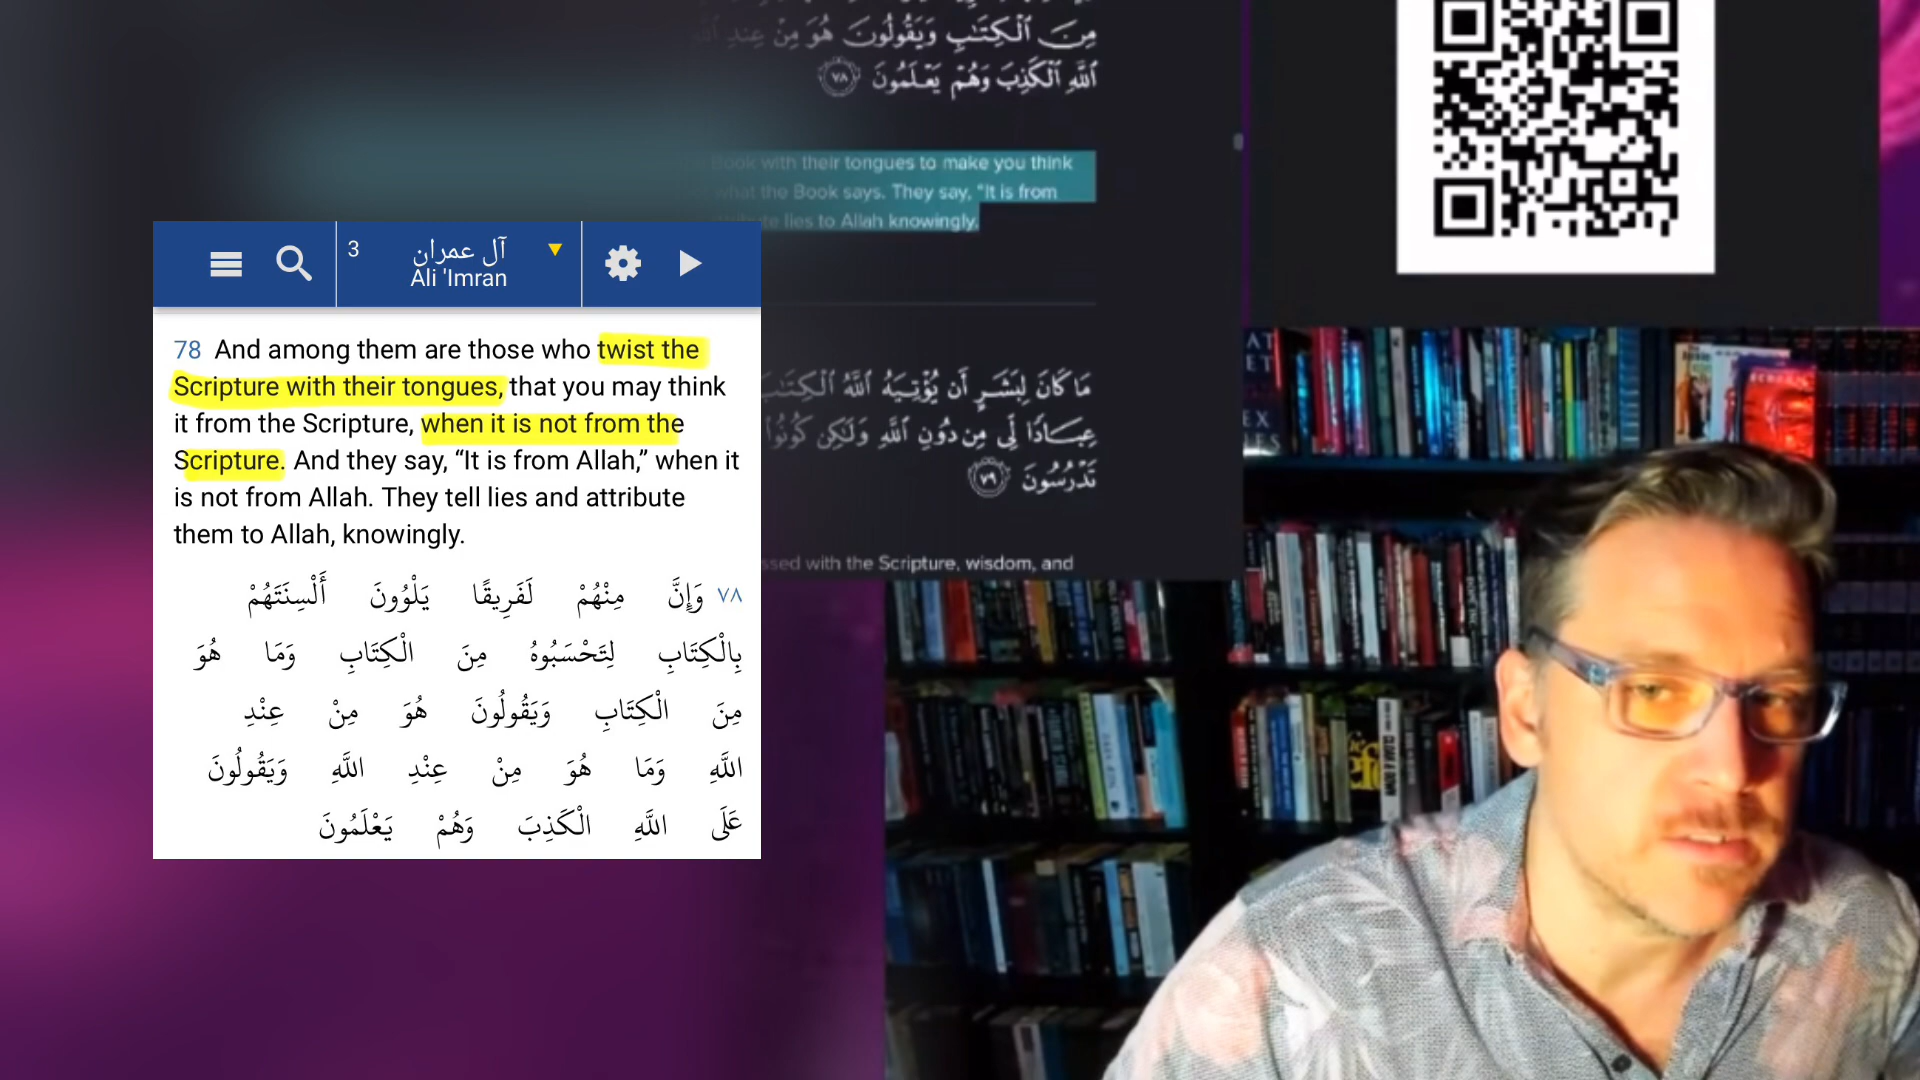 مِنَ ٱلْكِتَـٰبِ وَيَقُولُونَ هُوَ مِنْ عِندِ
ٱللَّهِ ٱلْكَذِبَ وَهُمْ يَعْلَمُونَ ٧٨
Book with their tongues to make you think
what the Book says. They say, “It is from
lies to Allah knowingly.
مَا كَانَ لِبَشَرٍ أَن يُؤْتِيَهُ ٱللَّهُ ٱلْكِتَـٰبَ
عِبَادًا لِّى مِن دُونِ ٱللَّهِ وَلَـٰكِن كُونُوا۟
تَدْرُسُونَ ٧٩
with the Scripture, wisdom, and
3 آل عمران
Ali 'Imran
78 And among them are those who twist the
Scripture with their tongues, that you may think
it from the Scripture, when it is not from the
Scripture. And they say, “It is from Allah,” when it
is not from Allah. They tell lies and attribute
them to Allah, knowingly.
٧٨ وَإِنَّ مِنْهُمْ لَفَرِيقًا يَلْوُونَ أَلْسِنَتَهُمْ
بِالْكِتَابِ لِتَحْسَبُوهُ مِنَ الْكِتَابِ وَمَا هُوَ
مِنَ الْكِتَابِ وَيَقُولُونَ هُوَ مِنْ عِنْدِ
اللَّهِ وَمَا هُوَ مِنْ عِنْدِ اللَّهِ وَيَقُولُونَ
عَلَى اللَّهِ الْكَذِبَ وَهُمْ يَعْلَمُونَ